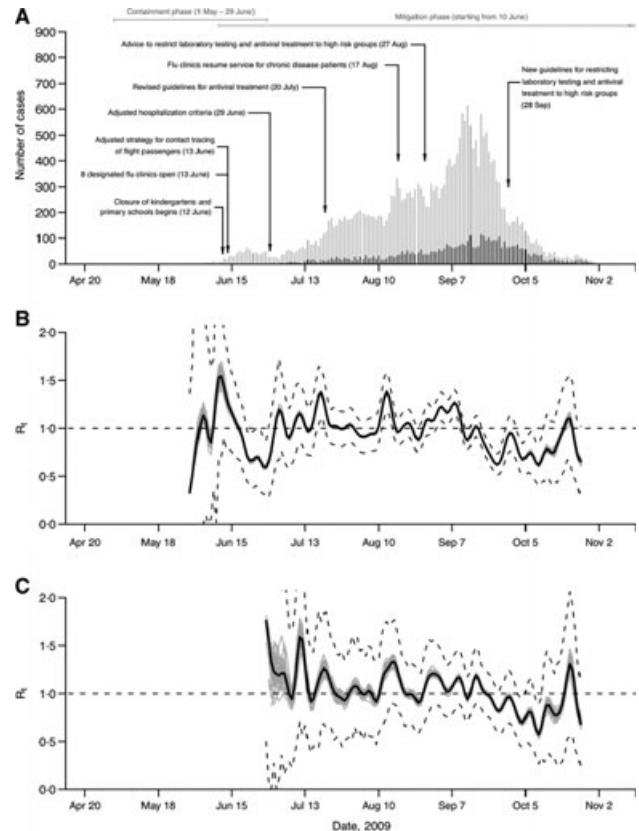 Containment phase (1 May – 29 June)
Mitigation phase (starting from 10 June)
A
Advice to restrict laboratory testing and antiviral treatment to high risk groups (27 Aug)
Flu clinics resume service for chronic disease patients (17 Aug)
Revised guidelines for antiviral treatment (20 July)
New guidelines for restricting
laboratory testing and antiviral
treatment to high risk groups
(28 Sep)
Adjusted hospitalization criteria (29 June)
Adjusted strategy for contact tracing
of flight passengers (13 June)
8 designated flu clinics open (13 June)
Closure of kindergartens and
primary schools begins (12 June)
Number of cases
900
800
700
600
500
400
300
200
100
0
Apr 20 May 18 Jun 15 Jul 13 Aug 10 Sep 7 Oct 5 Nov 2
B
Rt
2·0
1·5
1·0
0·5
0·0
Apr 20 May 18 Jun 15 Jul 13 Aug 10 Sep 7 Oct 5 Nov 2
C
Rt
2·0
1·5
1·0
0·5
0·0
Apr 20 May 18 Jun 15 Jul 13 Aug 10 Sep 7 Oct 5 Nov 2
Date, 2009